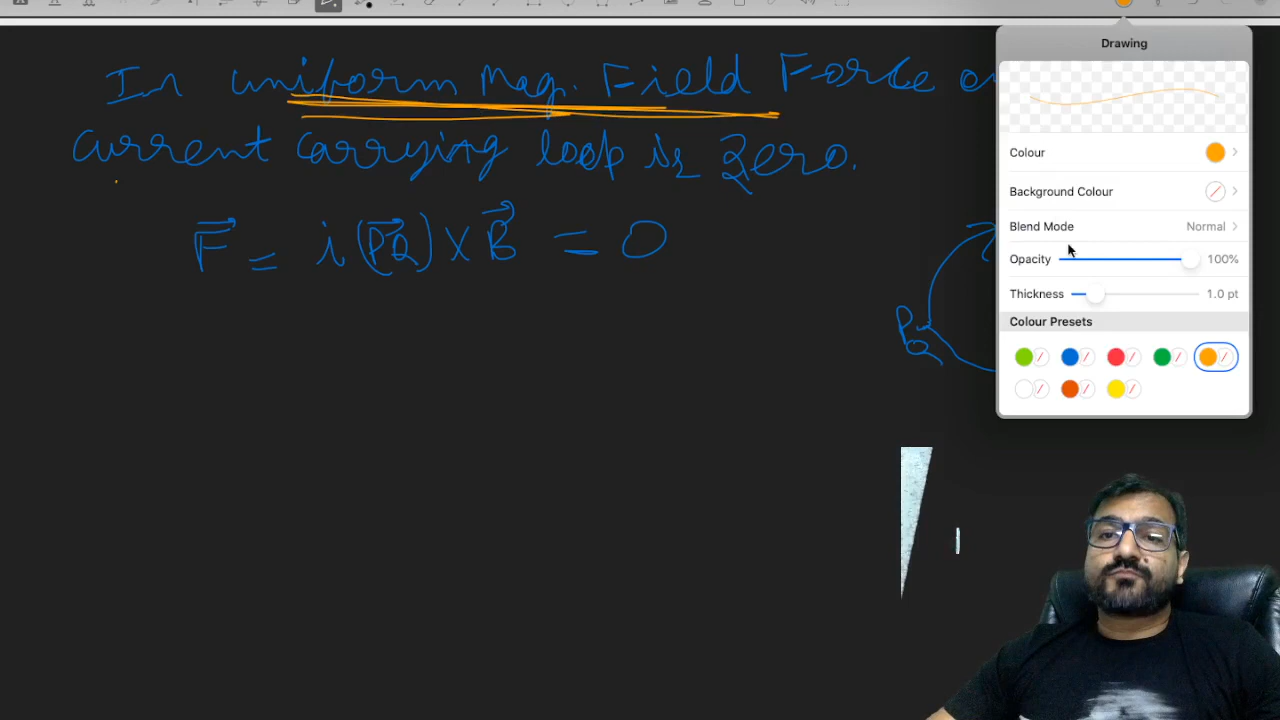 Drawing
In uniform Mag. Field Force
current carrying loop is Zero.
F = i(PQ) X B = 0
P
Q
Colour
Background Colour
Blend Mode Normal
Opacity 100%
Thickness 1.0 pt
Colour Presets